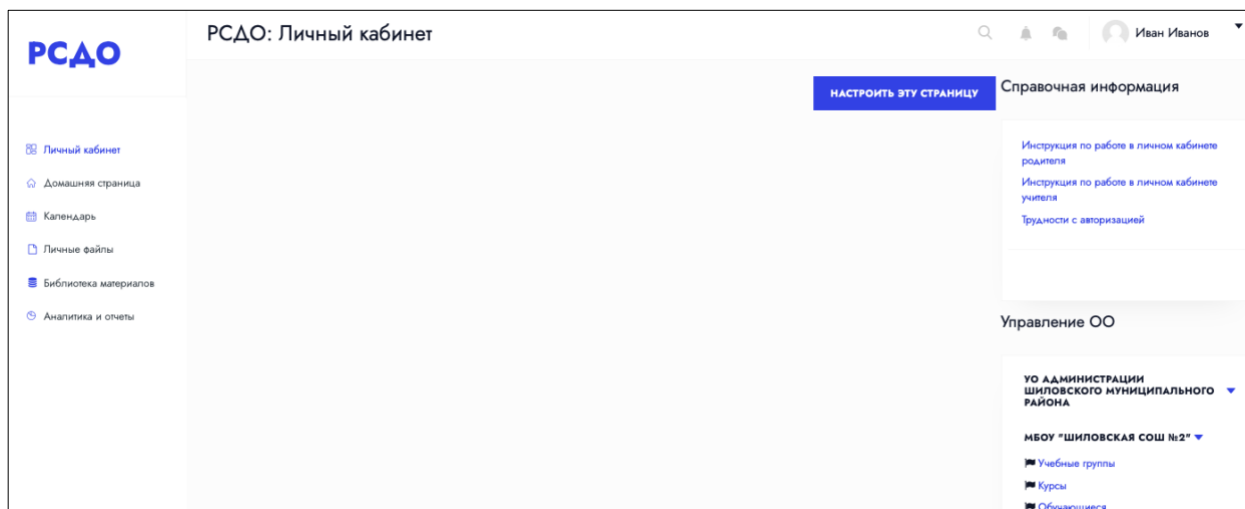 РСДО
РСДО: Личный кабинет
Иван Иванов
НАСТРОИТЬ ЭТУ СТРАНИЦУ
Личный кабинет
Домашняя страница
Календарь
Личные файлы
Библиотека материалов
Аналитика и отчеты
Справочная информация
Инструкция по работе в личном кабинете
родителя
Инструкция по работе в личном кабинете
учителя
Трудности с авторизацией
Управление ОО
УО АДМИНИСТРАЦИИ
ШИЛОВСКОГО МУНИЦИПАЛЬНОГО
РАЙОНА
МБОУ "ШИЛОВСКАЯ СОШ №2"
Учебные группы
Курсы
Обучающиеся